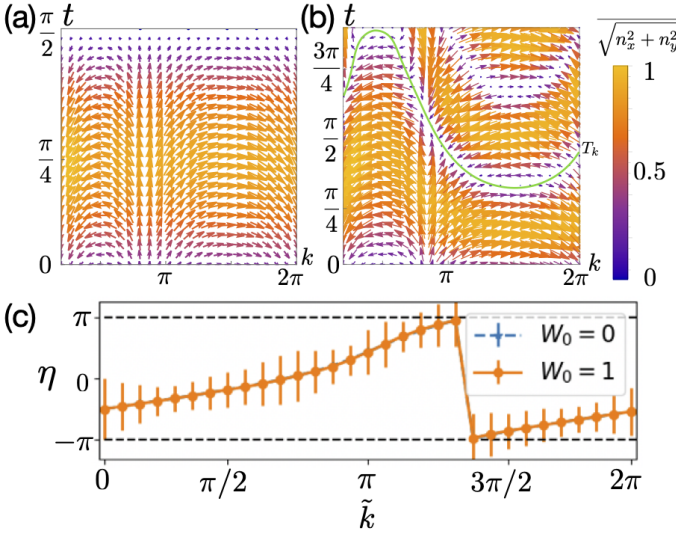 (a) t
π/2
π/4
0
π
2π
k
(b) t
3π/4
π/2
π/4
0
π
2π
k
T_k
√(n_x^2 + n_y^2)
1
0.5
0
(c)
π
η
0
−π
W_0 = 0
W_0 = 1
0
π/2
π
3π/2
2π
k̃